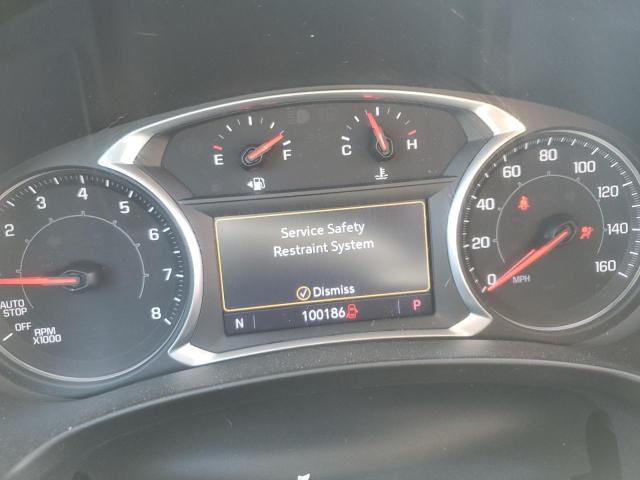 E F
C H
2 3 4 5 6 7 8
AUTO
STOP
OFF
RPM
X1000
Service Safety
Restraint System
Dismiss
N 100186 P
0 20 40 60 80 100 120 140 160
MPH